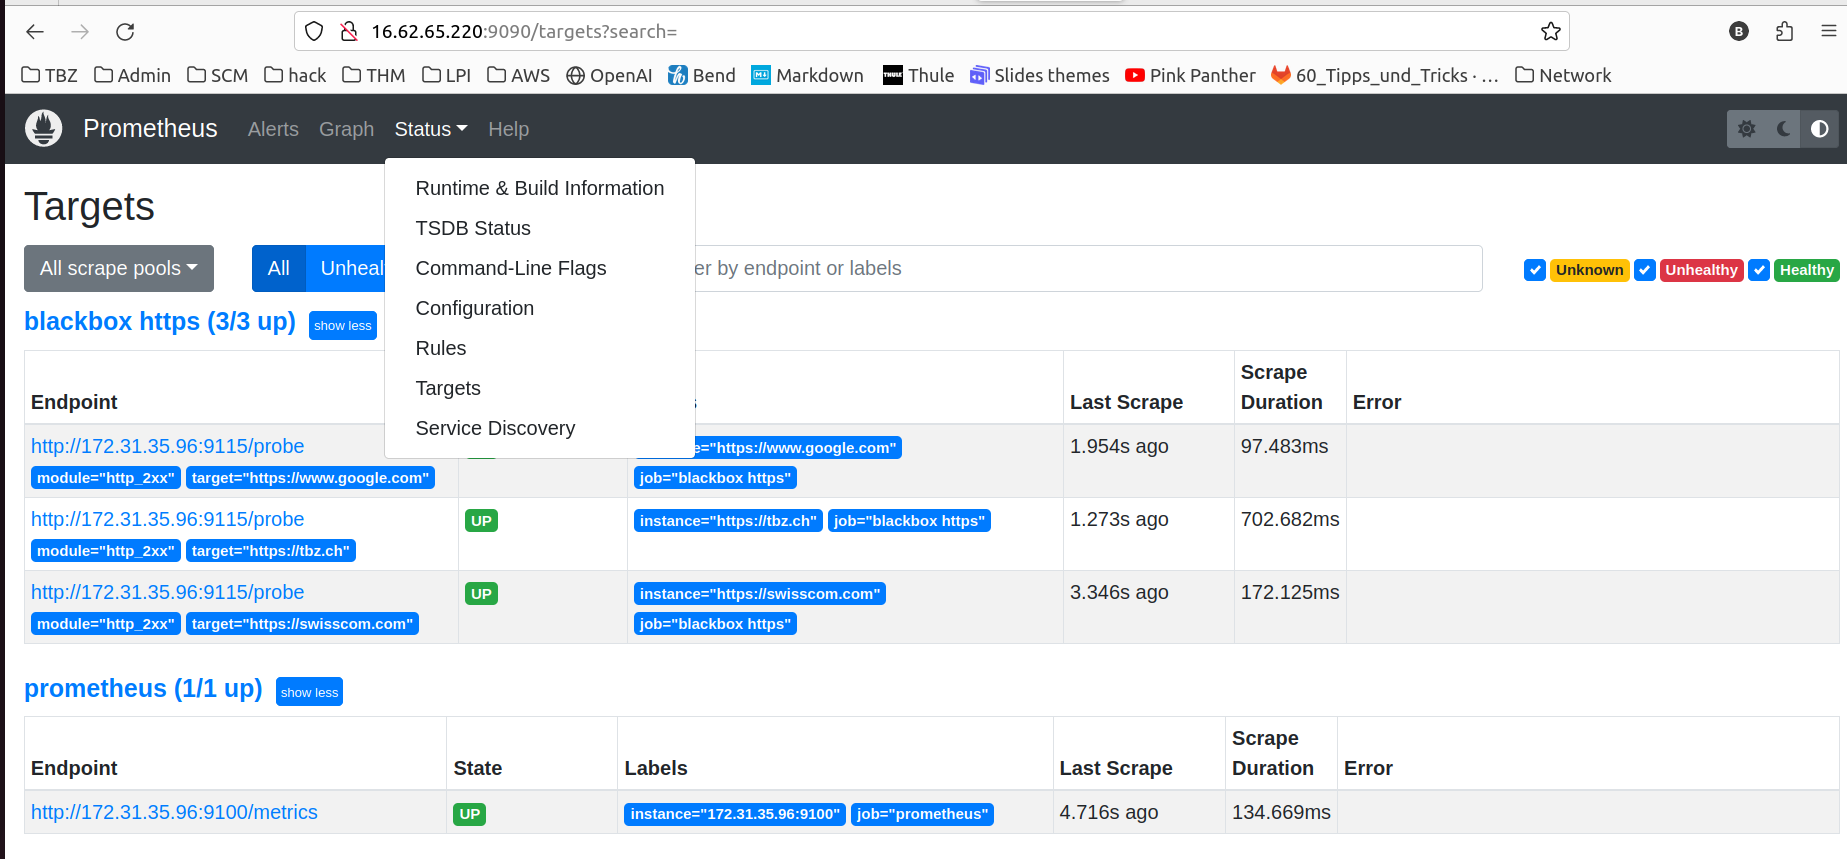 16.62.65.220:9090/targets?search=
TBZ Admin SCM hack THM LPI AWS OpenAI Bend Markdown Thule Slides themes Pink Panther 60_Tipps_und_Tricks · … Network
Prometheus Alerts Graph Status Help
Runtime & Build Information
TSDB Status
Command-Line Flags
Configuration
Rules
Targets
Service Discovery
Targets
All scrape pools All Unheal er by endpoint or labels Unknown Unhealthy Healthy
blackbox https (3/3 up) show less
Endpoint Last Scrape Scrape Duration Error
http://172.31.35.96:9115/probe e="https://www.google.com" 1.954s ago 97.483ms
module="http_2xx" target="https://www.google.com" job="blackbox https"
http://172.31.35.96:9115/probe UP instance="https://tbz.ch" job="blackbox https" 1.273s ago 702.682ms
module="http_2xx" target="https://tbz.ch"
http://172.31.35.96:9115/probe UP instance="https://swisscom.com" 3.346s ago 172.125ms
module="http_2xx" target="https://swisscom.com" job="blackbox https"
prometheus (1/1 up) show less
Endpoint State Labels Last Scrape Scrape Duration Error
http://172.31.35.96:9100/metrics UP instance="172.31.35.96:9100" job="prometheus" 4.716s ago 134.669ms